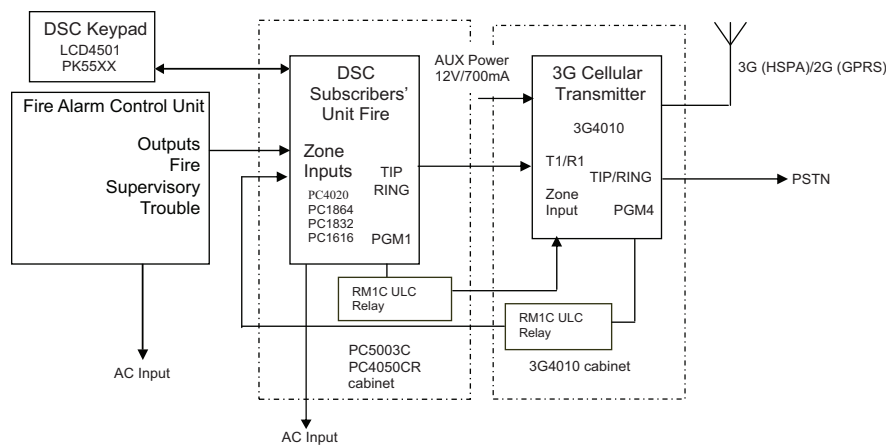 DSC Keypad
LCD4501
PK55XX
Fire Alarm Control Unit
Outputs
Fire
Supervisory
Trouble
AC Input
DSC
Subscribers'
Unit Fire
Zone
Inputs
PC4020
PC1864
PC1832
PC1616
TIP
RING
PGM1
RM1C ULC
Relay
PC5003C
PC4050CR
cabinet
AC Input
AUX Power
12V/700mA
3G Cellular
Transmitter
3G4010
T1/R1
TIP/RING
Zone
Input
PGM4
RM1C ULC
Relay
3G4010 cabinet
3G (HSPA)/2G (GPRS)
PSTN